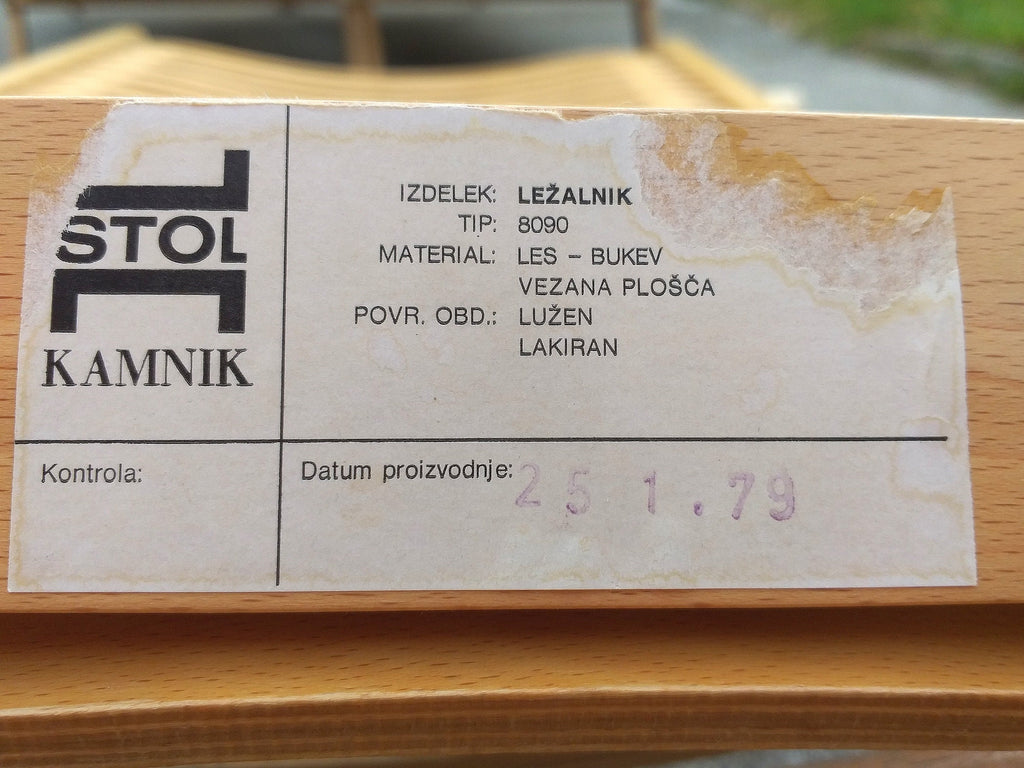 STOL
KAMNIK
IZDELEK: LEŽALNIK
TIP: 8090
MATERIAL: LES – BUKEV
VEZANA PLOŠČA
POVR. OBD.: LUŽEN
LAKIRAN
Kontrola:
Datum proizvodnje: 25 1.79